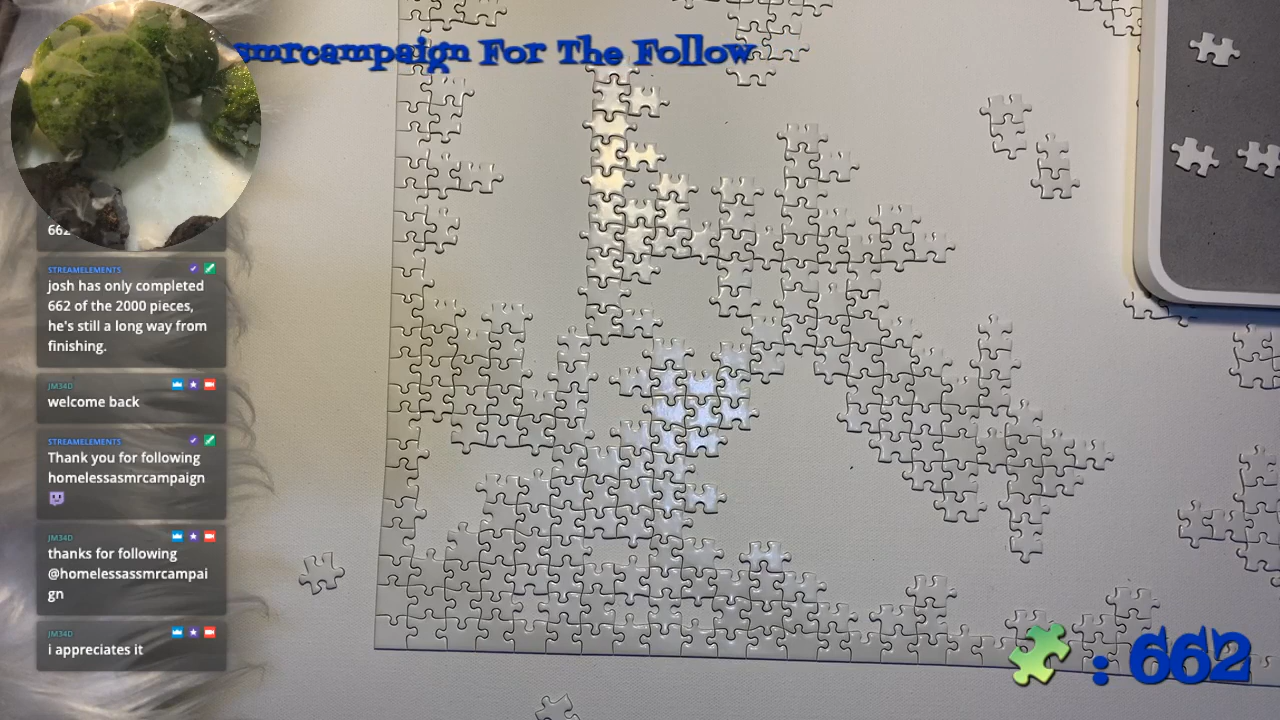 smrcampaign For The Follow
662
STREAMELEMENTS
josh has only completed
662 of the 2000 pieces,
he's still a long way from
finishing.
JM34D
welcome back
STREAMELEMENTS
Thank you for following
homelessasmrcampaign
JM34D
thanks for following
@homelessassmrcampai
gn
JM34D
i appreciates it
: 662